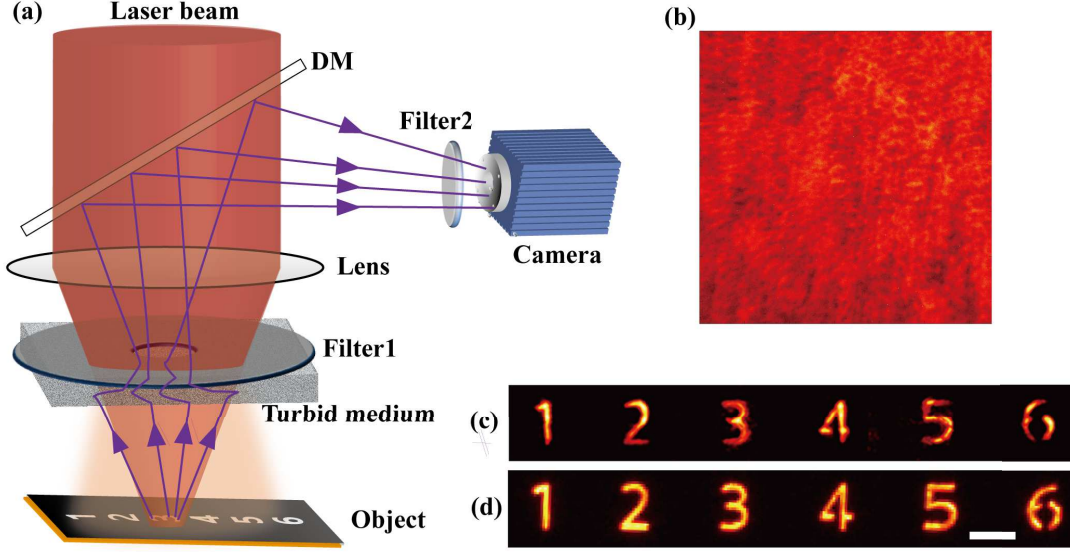 (a)
Laser beam
(b)
DM
Filter2
Camera
Lens
Filter1
Turbid medium
1 2 3 4 5 6
Object
(c)
1 2 3 4 5 6
(d)
1 2 3 4 5 6